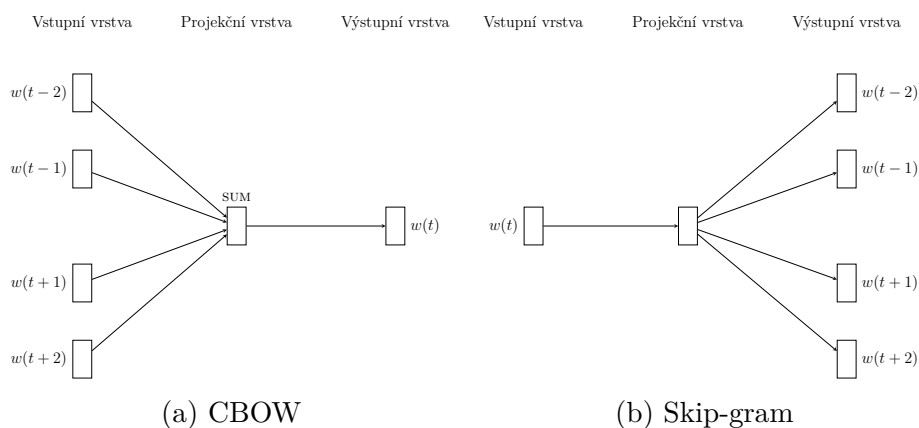 Vstupní vrstva Projekční vrstva Výstupní vrstva
w(t − 2)
w(t − 1)
SUM
w(t)
w(t + 1)
w(t + 2)
(a) CBOW
Vstupní vrstva Projekční vrstva Výstupní vrstva
w(t − 2)
w(t − 1)
w(t)
w(t + 1)
w(t + 2)
(b) Skip-gram